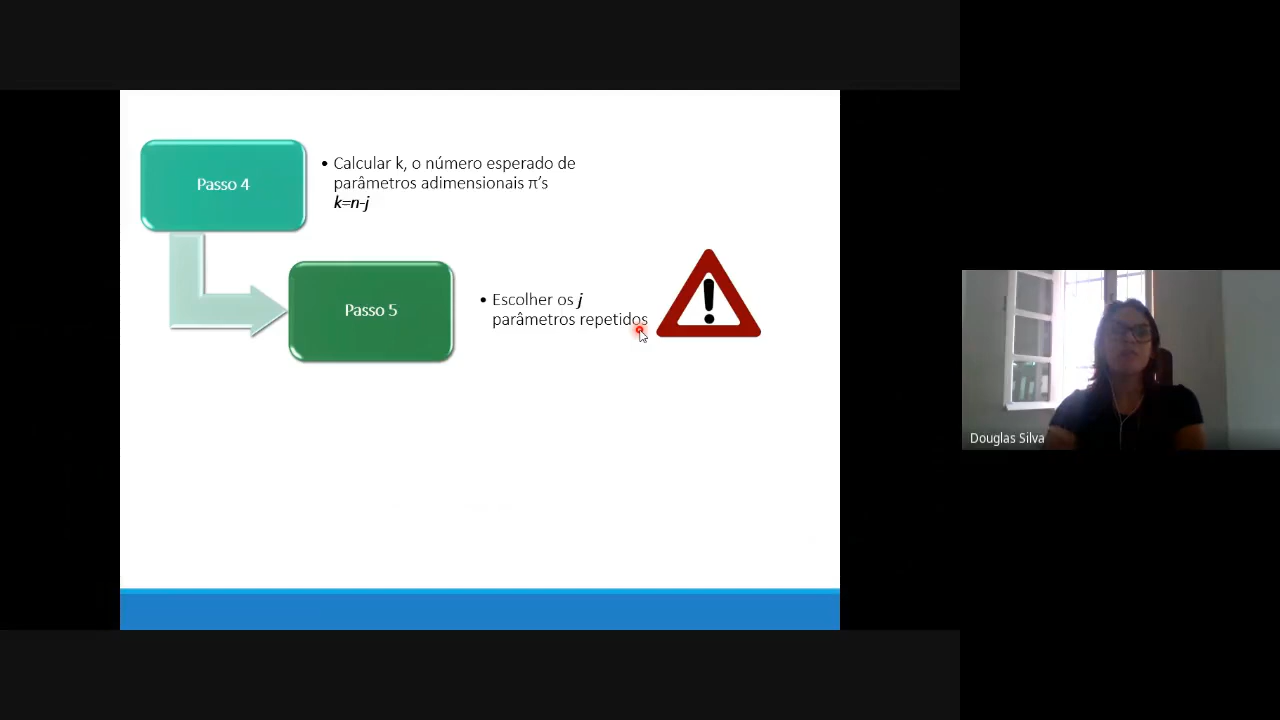 Passo 4
• Calcular k, o número esperado de
parâmetros adimensionais π’s
k=n-j
Passo 5
• Escolher os j
parâmetros repetidos
Douglas Silva